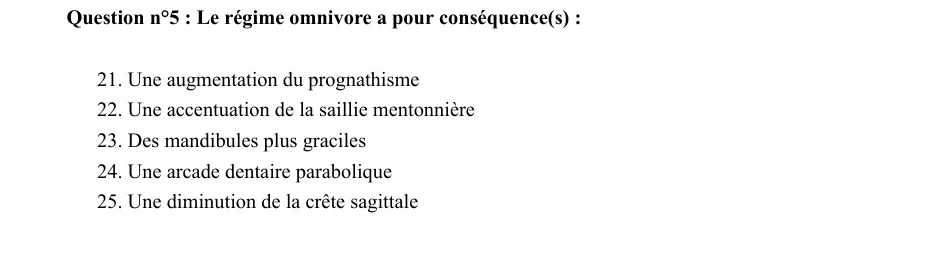 Question n°5 : Le régime omnivore a pour conséquence(s) :
21. Une augmentation du prognathisme
22. Une accentuation de la saillie mentonnière
23. Des mandibules plus graciles
24. Une arcade dentaire parabolique
25. Une diminution de la crête sagittale